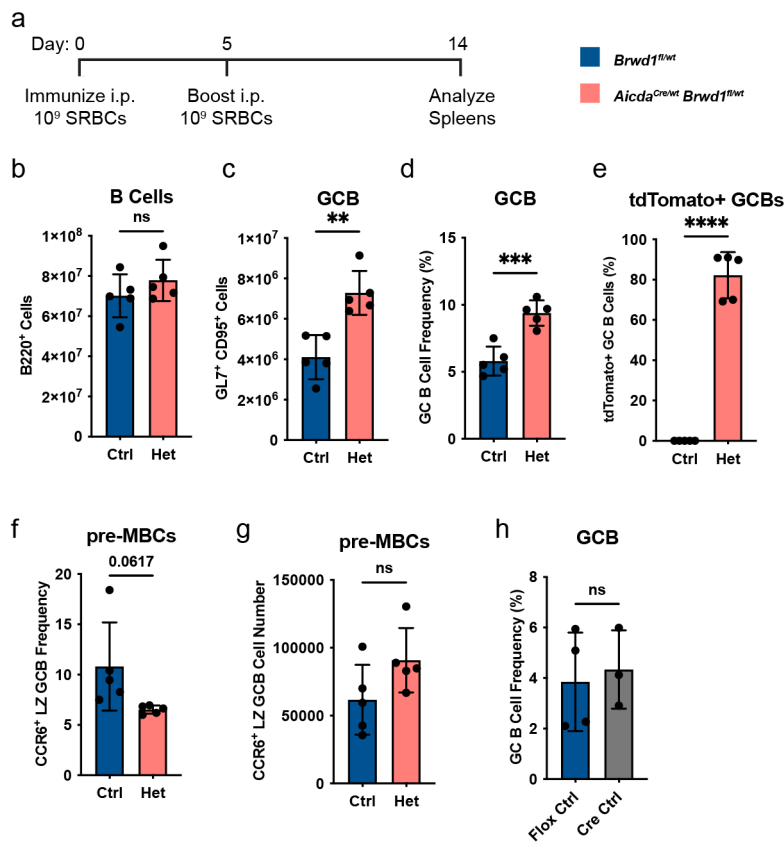 a
Day: 0 5 14
Immunize i.p. Boost i.p. Analyze
10⁹ SRBCs 10⁹ SRBCs Spleens
Brwd1ᶠˡ/ʷᵗ
Aicdaᶜʳᵉ/ʷᵗ Brwd1ᶠˡ/ʷᵗ
b
B Cells
ns
B220⁺ Cells
1×10⁸
8×10⁷
6×10⁷
4×10⁷
2×10⁷
0
Ctrl Het
c
GCB
**
GL7⁺ CD95⁺ Cells
1×10⁷
8×10⁶
6×10⁶
4×10⁶
2×10⁶
0
Ctrl Het
d
GCB
***
GC B Cell Frequency (%)
15
10
5
0
Ctrl Het
e
tdTomato+ GCBs
****
tdTomato+ GC B Cells (%)
100
80
60
40
20
0
Ctrl Het
f
pre-MBCs
0.0617
CCR6⁺ LZ GCB Frequency
20
15
10
5
0
Ctrl Het
g
pre-MBCs
ns
CCR6⁺ LZ GCB Cell Number
150000
100000
50000
0
Ctrl Het
h
GCB
ns
GC B Cell Frequency (%)
8
6
4
2
0
Flox Ctrl
Cre Ctrl